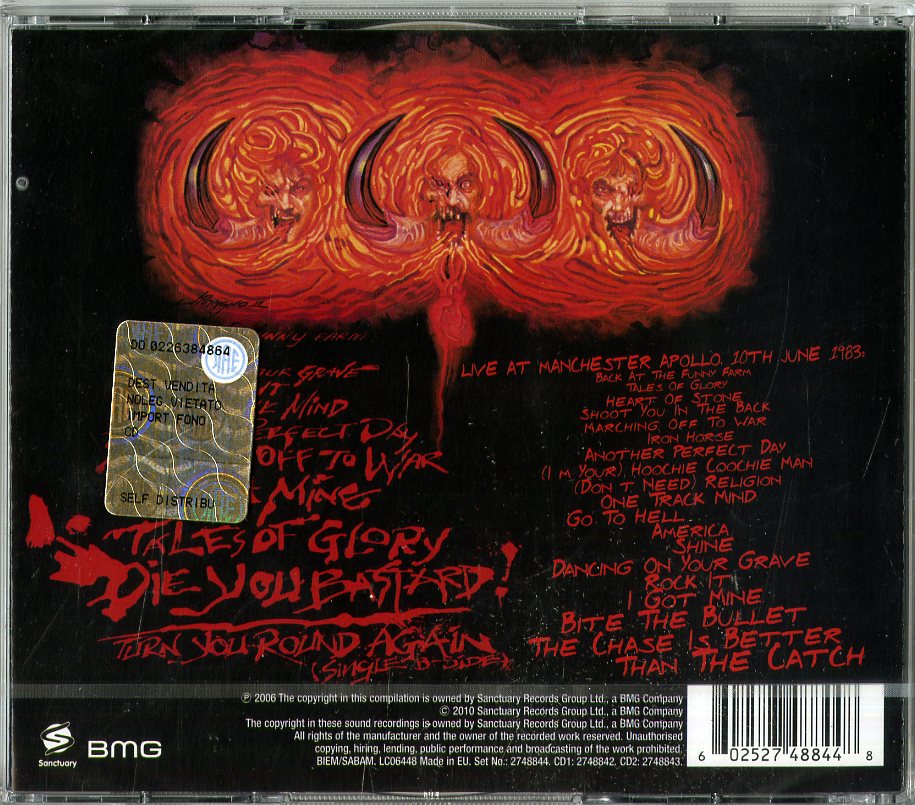 DD 0226384864
DEST VENDITA
NOLEG VIETATO
IMPORT FONO
CD
SELF DISTRIBU
GRAVE
MIND
PERFECT DAY
OFF TO WAR
MINE
TALES OF GLORY
DIE YOU BASTARD!
TURN YOU ROUND AGAIN
(SINGLE B-SIDE)
LIVE AT MANCHESTER APOLLO, 10TH JUNE 1983:
BACK AT THE FUNNY FARM
TALES OF GLORY
HEART OF STONE
SHOOT YOU IN THE BACK
MARCHING OFF TO WAR
IRON HORSE
ANOTHER PERFECT DAY
(I M YOUR) HOOCHIE COOCHIE MAN
(DON T NEED) RELIGION
ONE TRACK MIND
GO TO HELL
AMERICA
SHINE
DANCING ON YOUR GRAVE
ROCK IT
I GOT MINE
BITE THE BULLET
THE CHASE IS BETTER
THAN THE CATCH
℗ 2006 The copyright in this compilation is owned by Sanctuary Records Group Ltd., a BMG Company
© 2010 Sanctuary Records Group Ltd., a BMG Company
The copyright in these sound recordings is owned by Sanctuary Records Group Ltd., a BMG Company
All rights of the manufacturer and the owner of the recorded work reserved. Unauthorised
copying, hiring, lending, public performance and broadcasting of the work prohibited.
BIEM/SABAM. LC06448 Made in EU. Set No.: 2748844. CD1: 2748842, CD2: 2748843.
Sanctuary
BMG
6 02527 48844 8